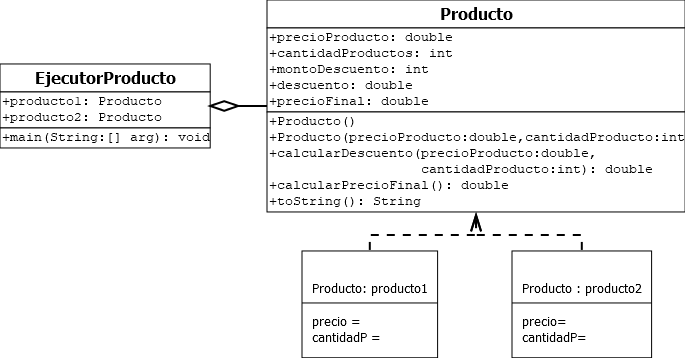 Producto
+precioProducto: double
+cantidadProductos: int
+montoDescuento: int
+descuento: double
+precioFinal: double
+Producto()
+Producto(precioProducto:double,cantidadProducto:int
+calcularDescuento(precioProducto:double,
cantidadProducto:int): double
+calcularPrecioFinal(): double
+toString(): String
EjecutorProducto
+producto1: Producto
+producto2: Producto
+main(String:[] arg): void
Producto: producto1
precio =
cantidadP =
Producto : producto2
precio=
cantidadP=